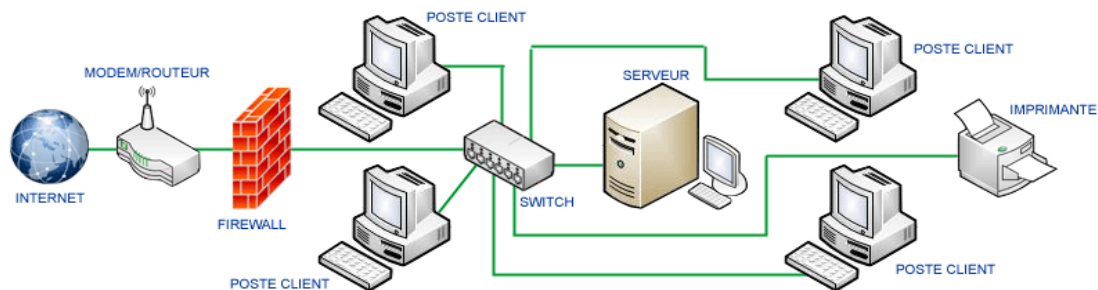 POSTE CLIENT
POSTE CLIENT
MODEM/ROUTEUR
SERVEUR
IMPRIMANTE
INTERNET
SWITCH
FIREWALL
POSTE CLIENT
POSTE CLIENT